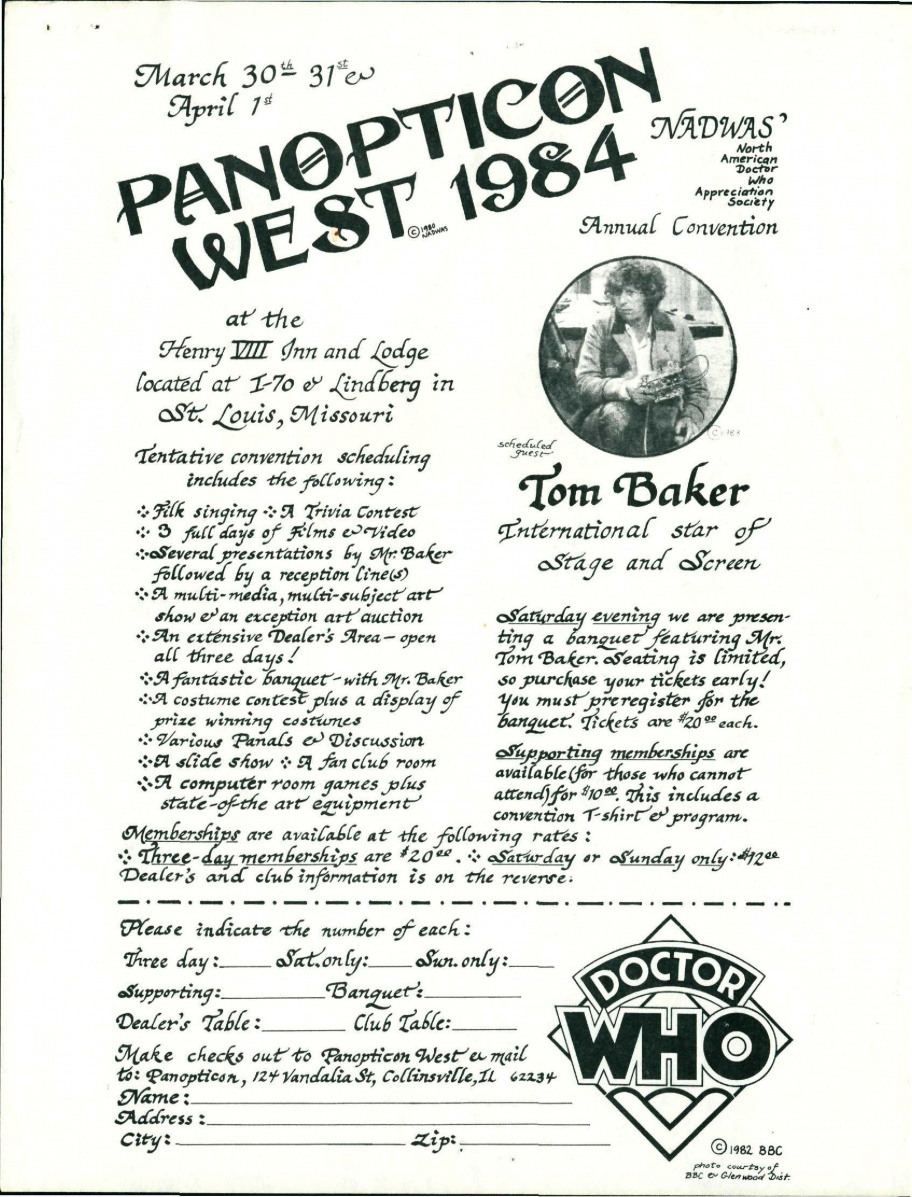 March 30th 31st &
April 1st
PANOPTICON
WEST 1984
© 1980
NADWAS
NADWAS'
North
American
Doctor
Who
Appreciation
Society
Annual Convention
at the
Henry VIII Inn and Lodge
located at I-70 & Lindberg in
St. Louis, Missouri
scheduled
guest
Tom Baker
International star of
Stage and Screen
Tentative convention scheduling
includes the following:
Filk singing A Trivia Contest
3 full days of Films & Video
Several presentations by Mr. Baker
followed by a reception line(s)
A multi-media, multi-subject art
show & an exception art auction
An extensive Dealer's Area - open
all three days!
A fantastic banquet - with Mr. Baker
A costume contest plus a display of
prize winning costumes
Various Panals & Discussion
A slide show A fan club room
A computer room games plus
state-of-the art equipment
Saturday evening we are presen-
ting a banquet featuring Mr.
Tom Baker. Seating is limited,
so purchase your tickets early!
You must preregister for the
banquet. Tickets are $20.00 each.
Supporting memberships are
available (for those who cannot
attend) for $10.00. This includes a
convention T-shirt & program.
Memberships are available at the following rates:
Three-day memberships are $20.00. Saturday or Sunday only: $12.00
Dealer's and club information is on the reverse.
Please indicate the number of each:
Three day: Sat. only: Sun. only:
Supporting: Banquet:
Dealer's Table: Club Table:
Make checks out to Panopticon West & mail
to: Panopticon, 124 Vandalia St, Collinsville, IL 62234
Name:
Address:
City: Zip:
DOCTOR
WHO
© 1982 BBC
photo courtesy of
BBC & Glenwood Dist.